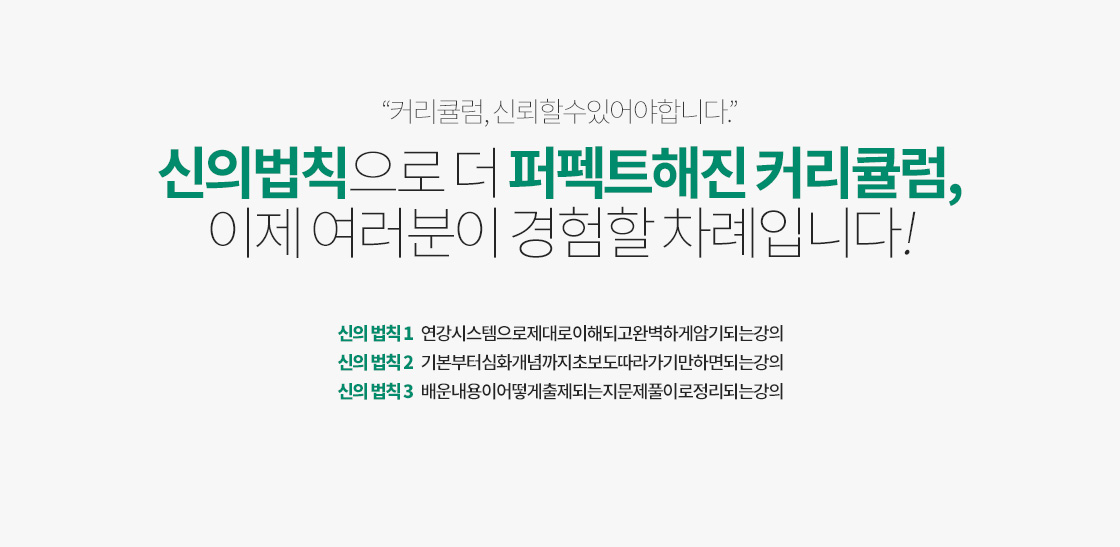 “커리큘럼, 신뢰할수있어야합니다.”
신의법칙으로 더 퍼펙트해진 커리큘럼,
이제 여러분이 경험할 차례입니다!
신의 법칙 1 연강시스템으로제대로이해되고완벽하게암기되는강의
신의 법칙 2 기본부터심화개념까지초보도따라가기만하면되는강의
신의 법칙 3 배운내용이어떻게출제되는지문제풀이로정리되는강의